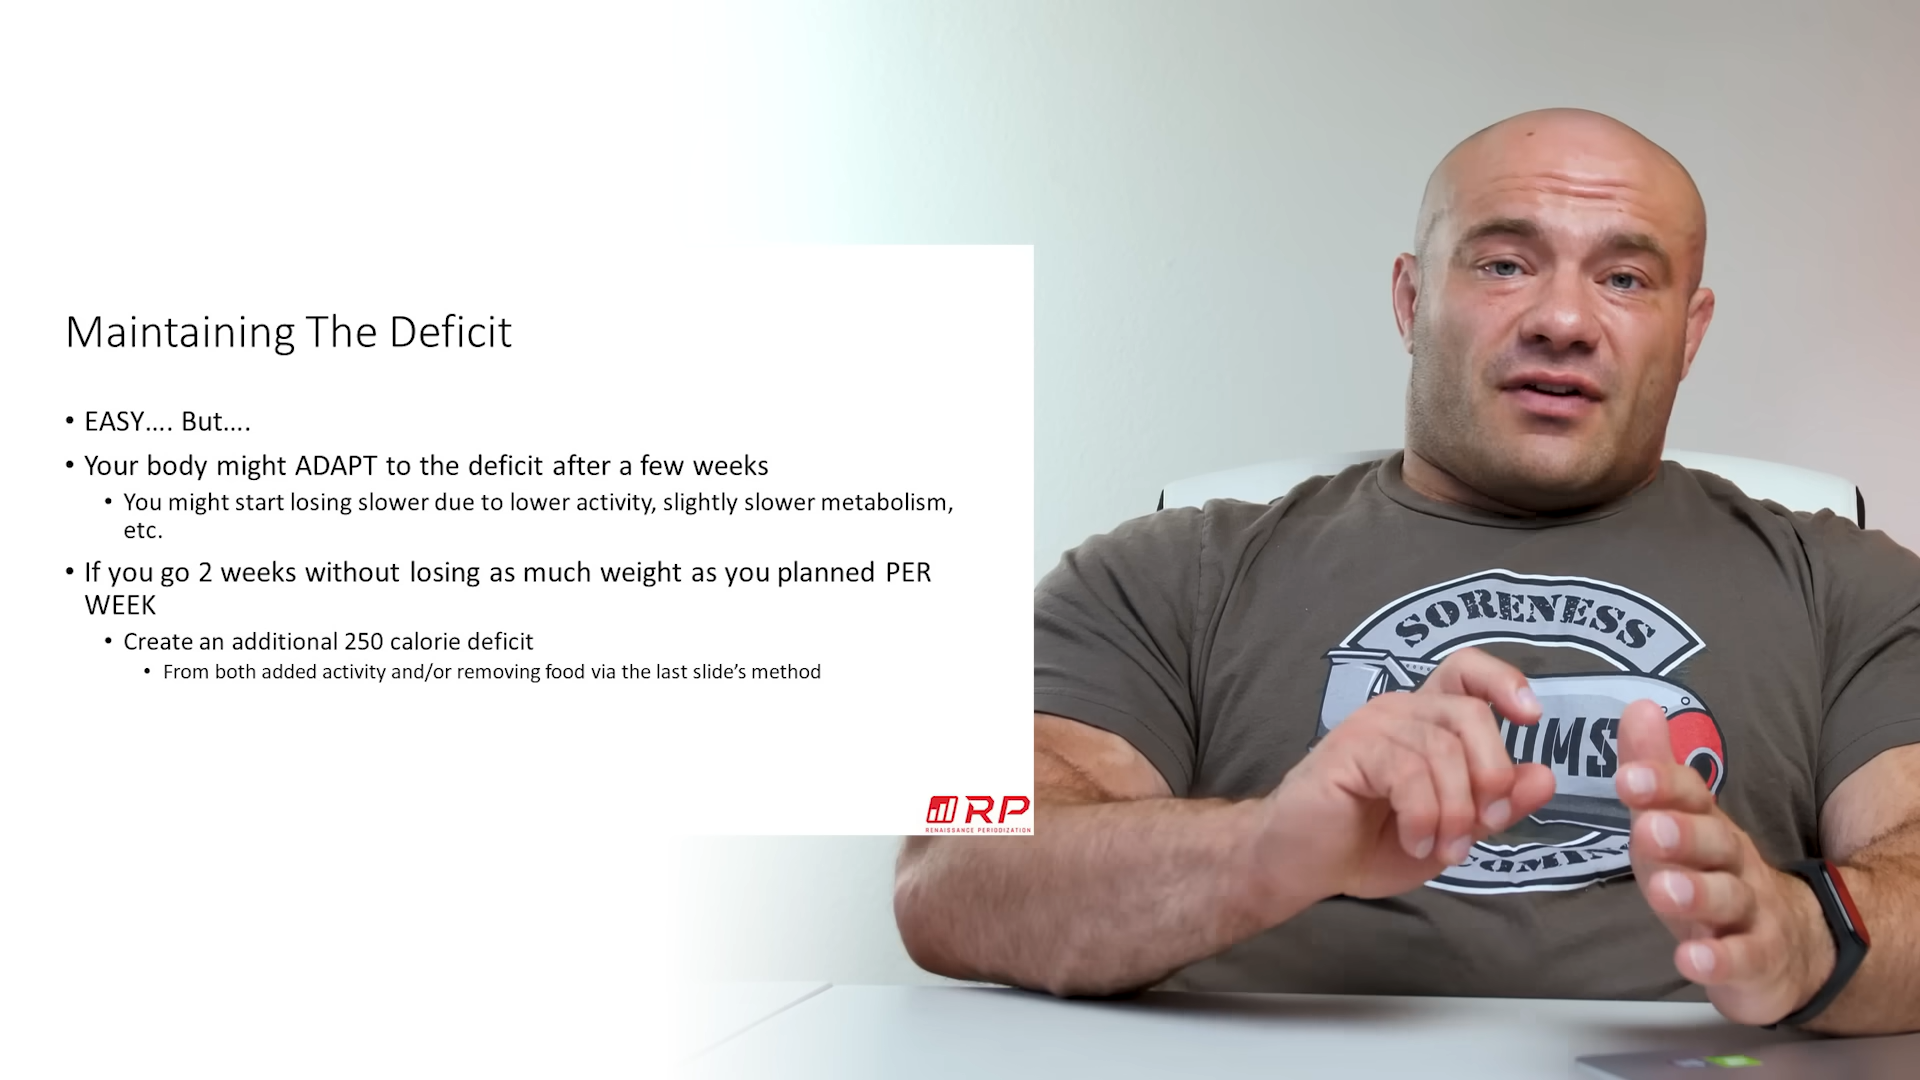 Maintaining The Deficit
• EASY.... But....
• Your body might ADAPT to the deficit after a few weeks
• You might start losing slower due to lower activity, slightly slower metabolism,
etc.
• If you go 2 weeks without losing as much weight as you planned PER
WEEK
• Create an additional 250 calorie deficit
• From both added activity and/or removing food via the last slide's method
RP
RENAISSANCE PERIODIZATION
SORENESS